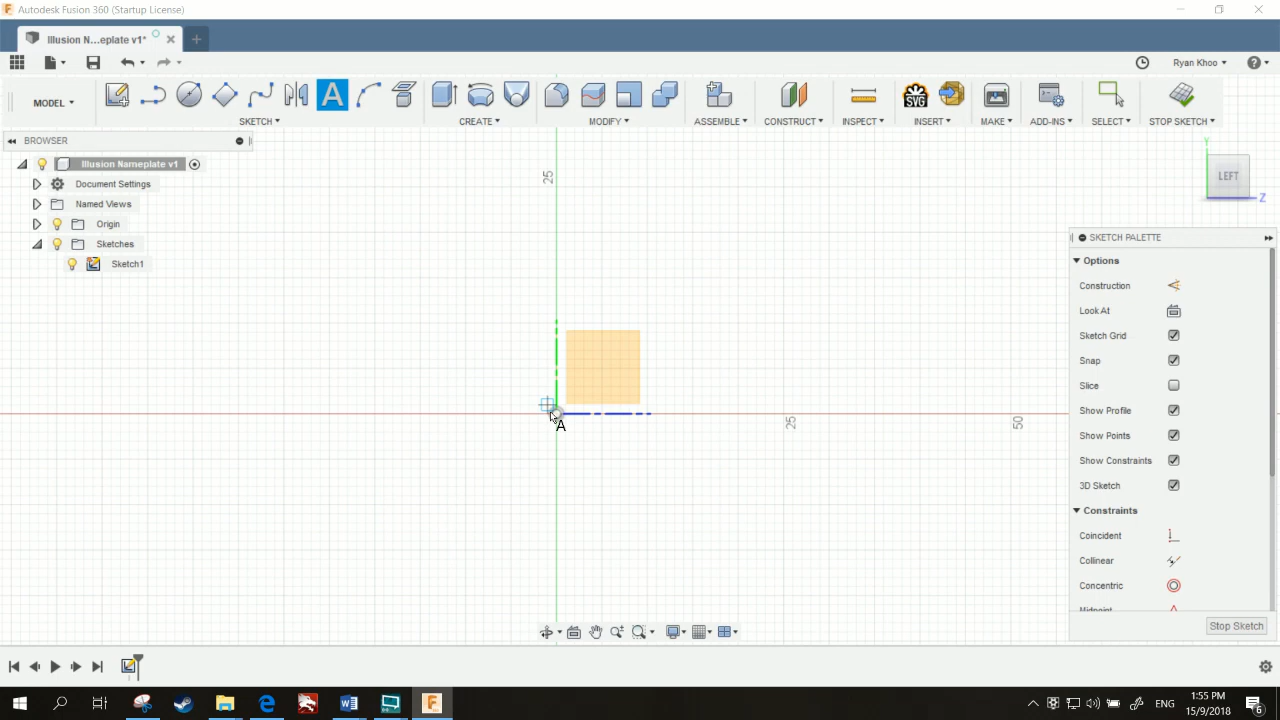 Autodesk Fusion 360 (Startup License)
Illusion N...eplate v1*
Ryan Khoo
MODEL
A
SVG
SKETCH
CREATE
MODIFY
ASSEMBLE
CONSTRUCT
INSPECT
INSERT
MAKE
ADD-INS
SELECT
STOP SKETCH
BROWSER
Illusion Nameplate v1
Document Settings
Named Views
Origin
Sketches
Sketch1
25
Y
LEFT
Z
SKETCH PALETTE
Options
Construction
Look At
Sketch Grid
Snap
Slice
Show Profile
Show Points
Show Constraints
3D Sketch
Constraints
Coincident
Collinear
Concentric
Midpoint
A
25
50
Stop Sketch
ENG
1:55 PM
15/9/2018
6